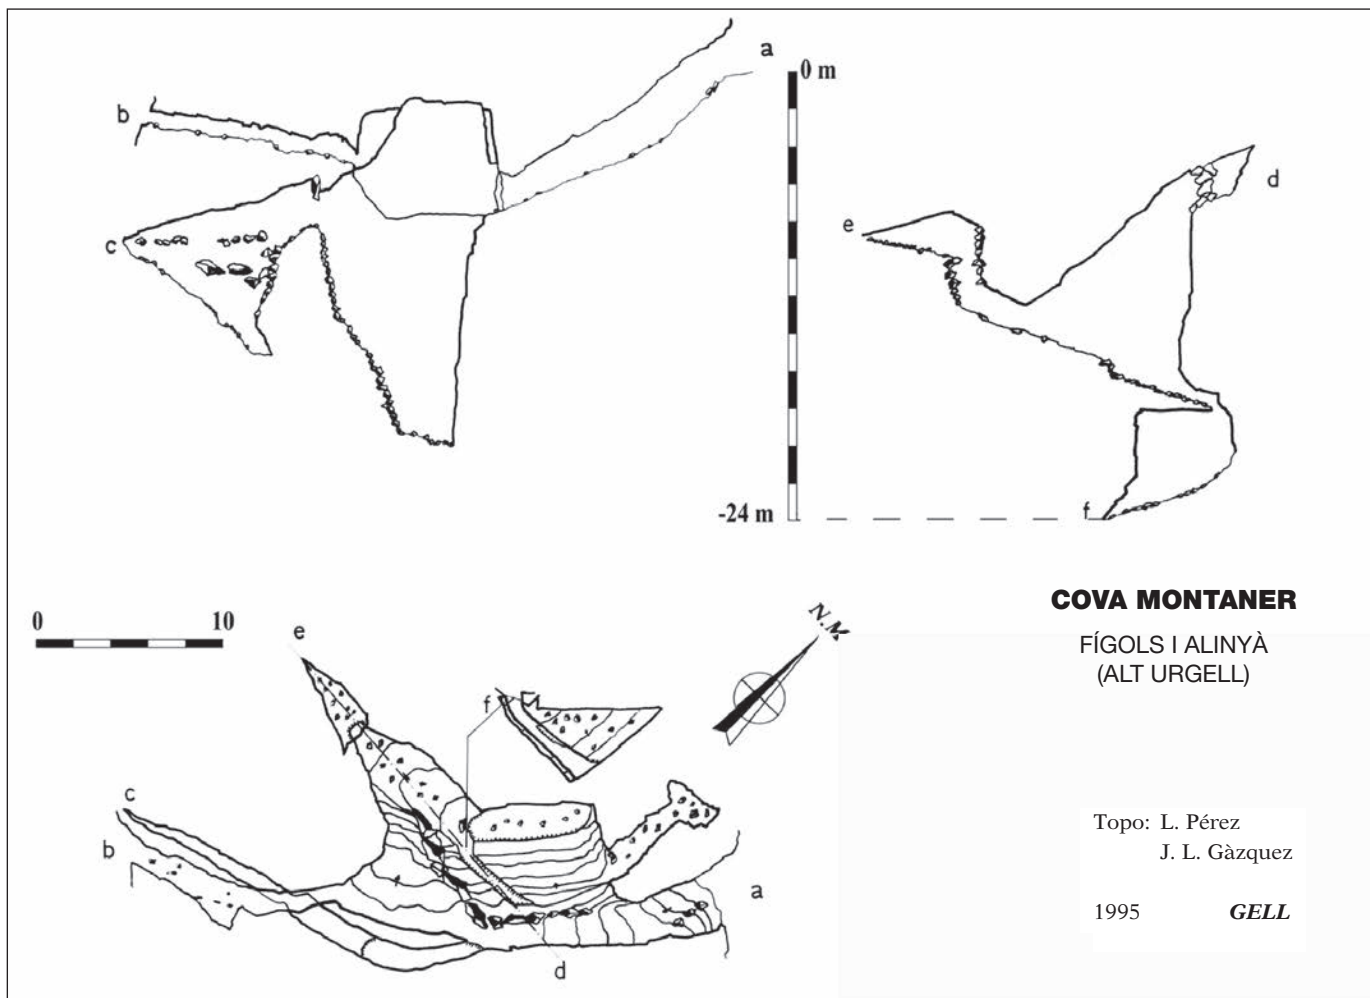 a
0 m
b
c
d
e
-24 m
f
0 10
N.M.
e
f
c
b
a
d
COVA MONTANER
FÍGOLS I ALINYÀ
(ALT URGELL)
Topo: L. Pérez
J. L. Gàzquez
1995 GELL